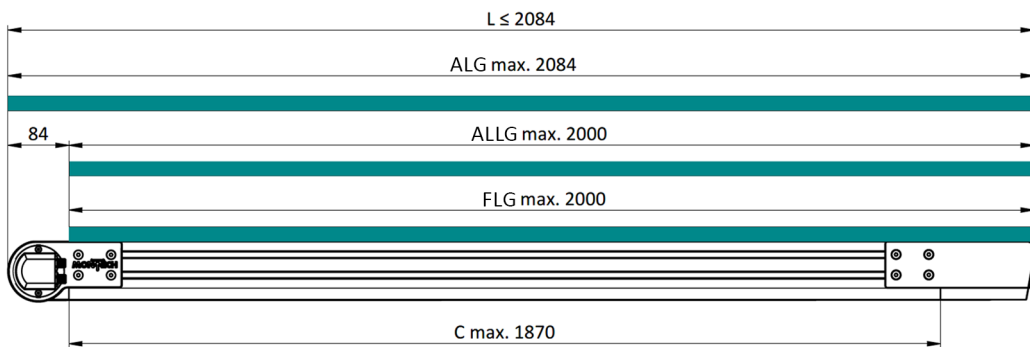 L ≤ 2084
ALG max. 2084
84
ALLG max. 2000
FLG max. 2000
C max. 1870